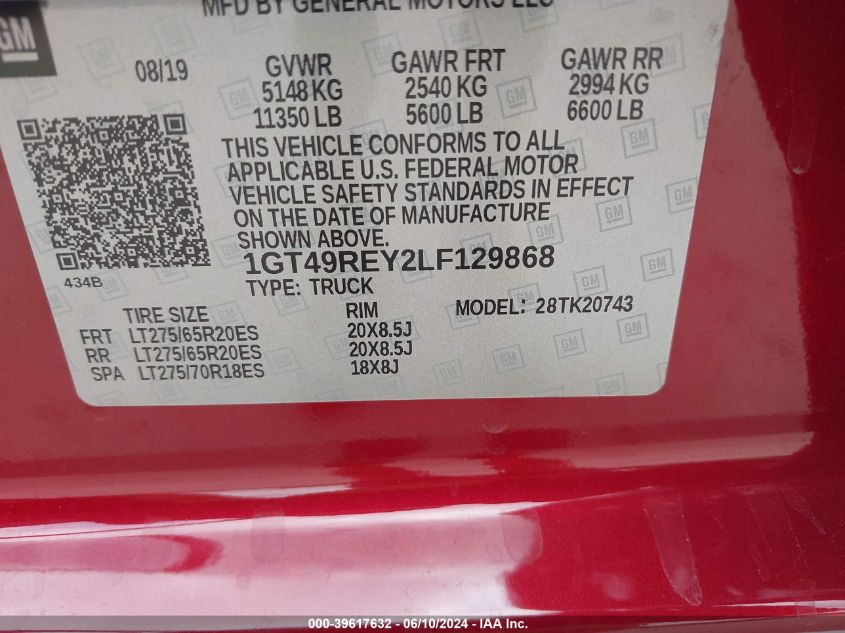 GM
MFD BY GENERAL MOTORS LLC
08/19 GVWR GAWR FRT GAWR RR
5148 KG 2540 KG 2994 KG
11350 LB 5600 LB 6600 LB
THIS VEHICLE CONFORMS TO ALL
APPLICABLE U.S. FEDERAL MOTOR
VEHICLE SAFETY STANDARDS IN EFFECT
ON THE DATE OF MANUFACTURE
SHOWN ABOVE.
434B
1GT49REY2LF129868
TYPE: TRUCK
TIRE SIZE RIM MODEL: 28TK20743
FRT LT275/65R20ES 20X8.5J
RR LT275/65R20ES 20X8.5J
SPA LT275/70R18ES 18X8J
000-39617632 - 06/10/2024 - IAA Inc.